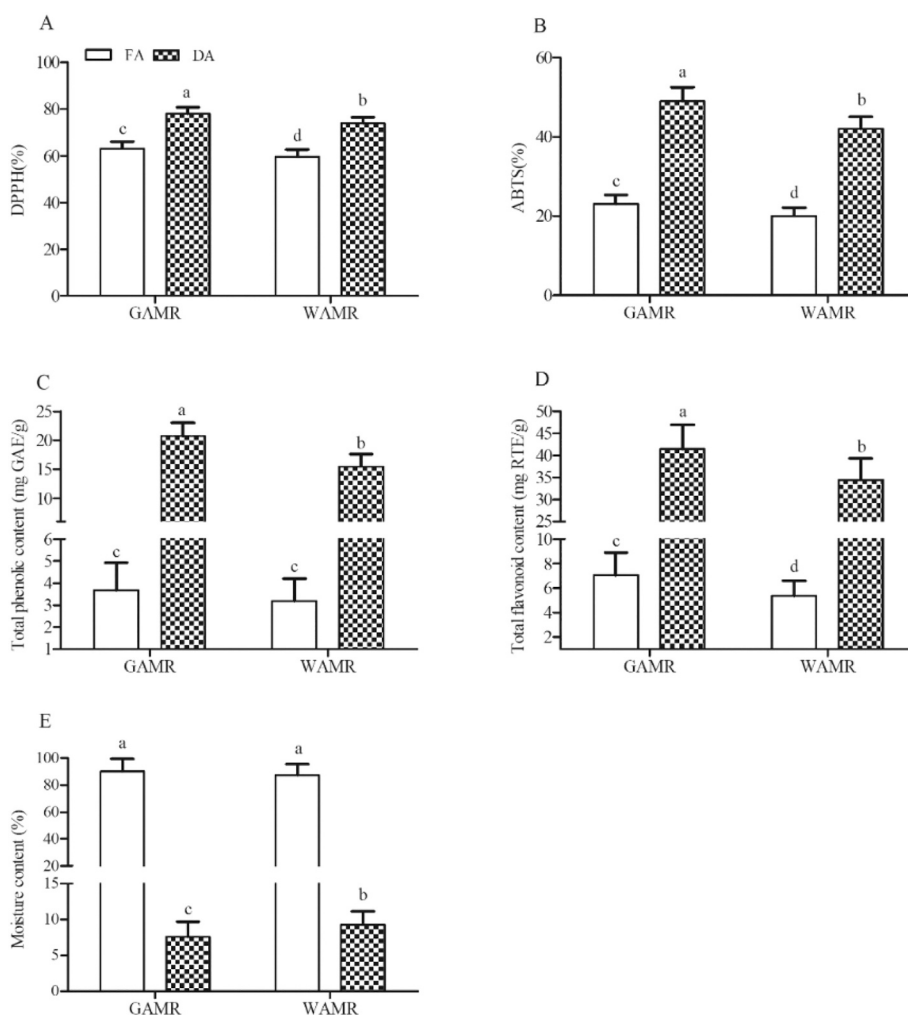 A
FA DA
DPPH(%)
100
80
60
40
20
0
c
a
d
b
GAMR WAMR
B
ABTS(%)
60
40
20
0
c
a
d
b
GAMR WAMR
C
Total phenolic content (mg GAE/g)
25
20
15
10
6
5
4
3
2
1
c
a
c
b
GAMR WAMR
D
Total flavonoid content (mg RTE/g)
50
45
40
35
30
25
10
8
6
4
2
c
a
d
b
GAMR WAMR
E
Moisture content (%)
100
80
60
40
20
15
10
5
0
a
c
a
b
GAMR WAMR